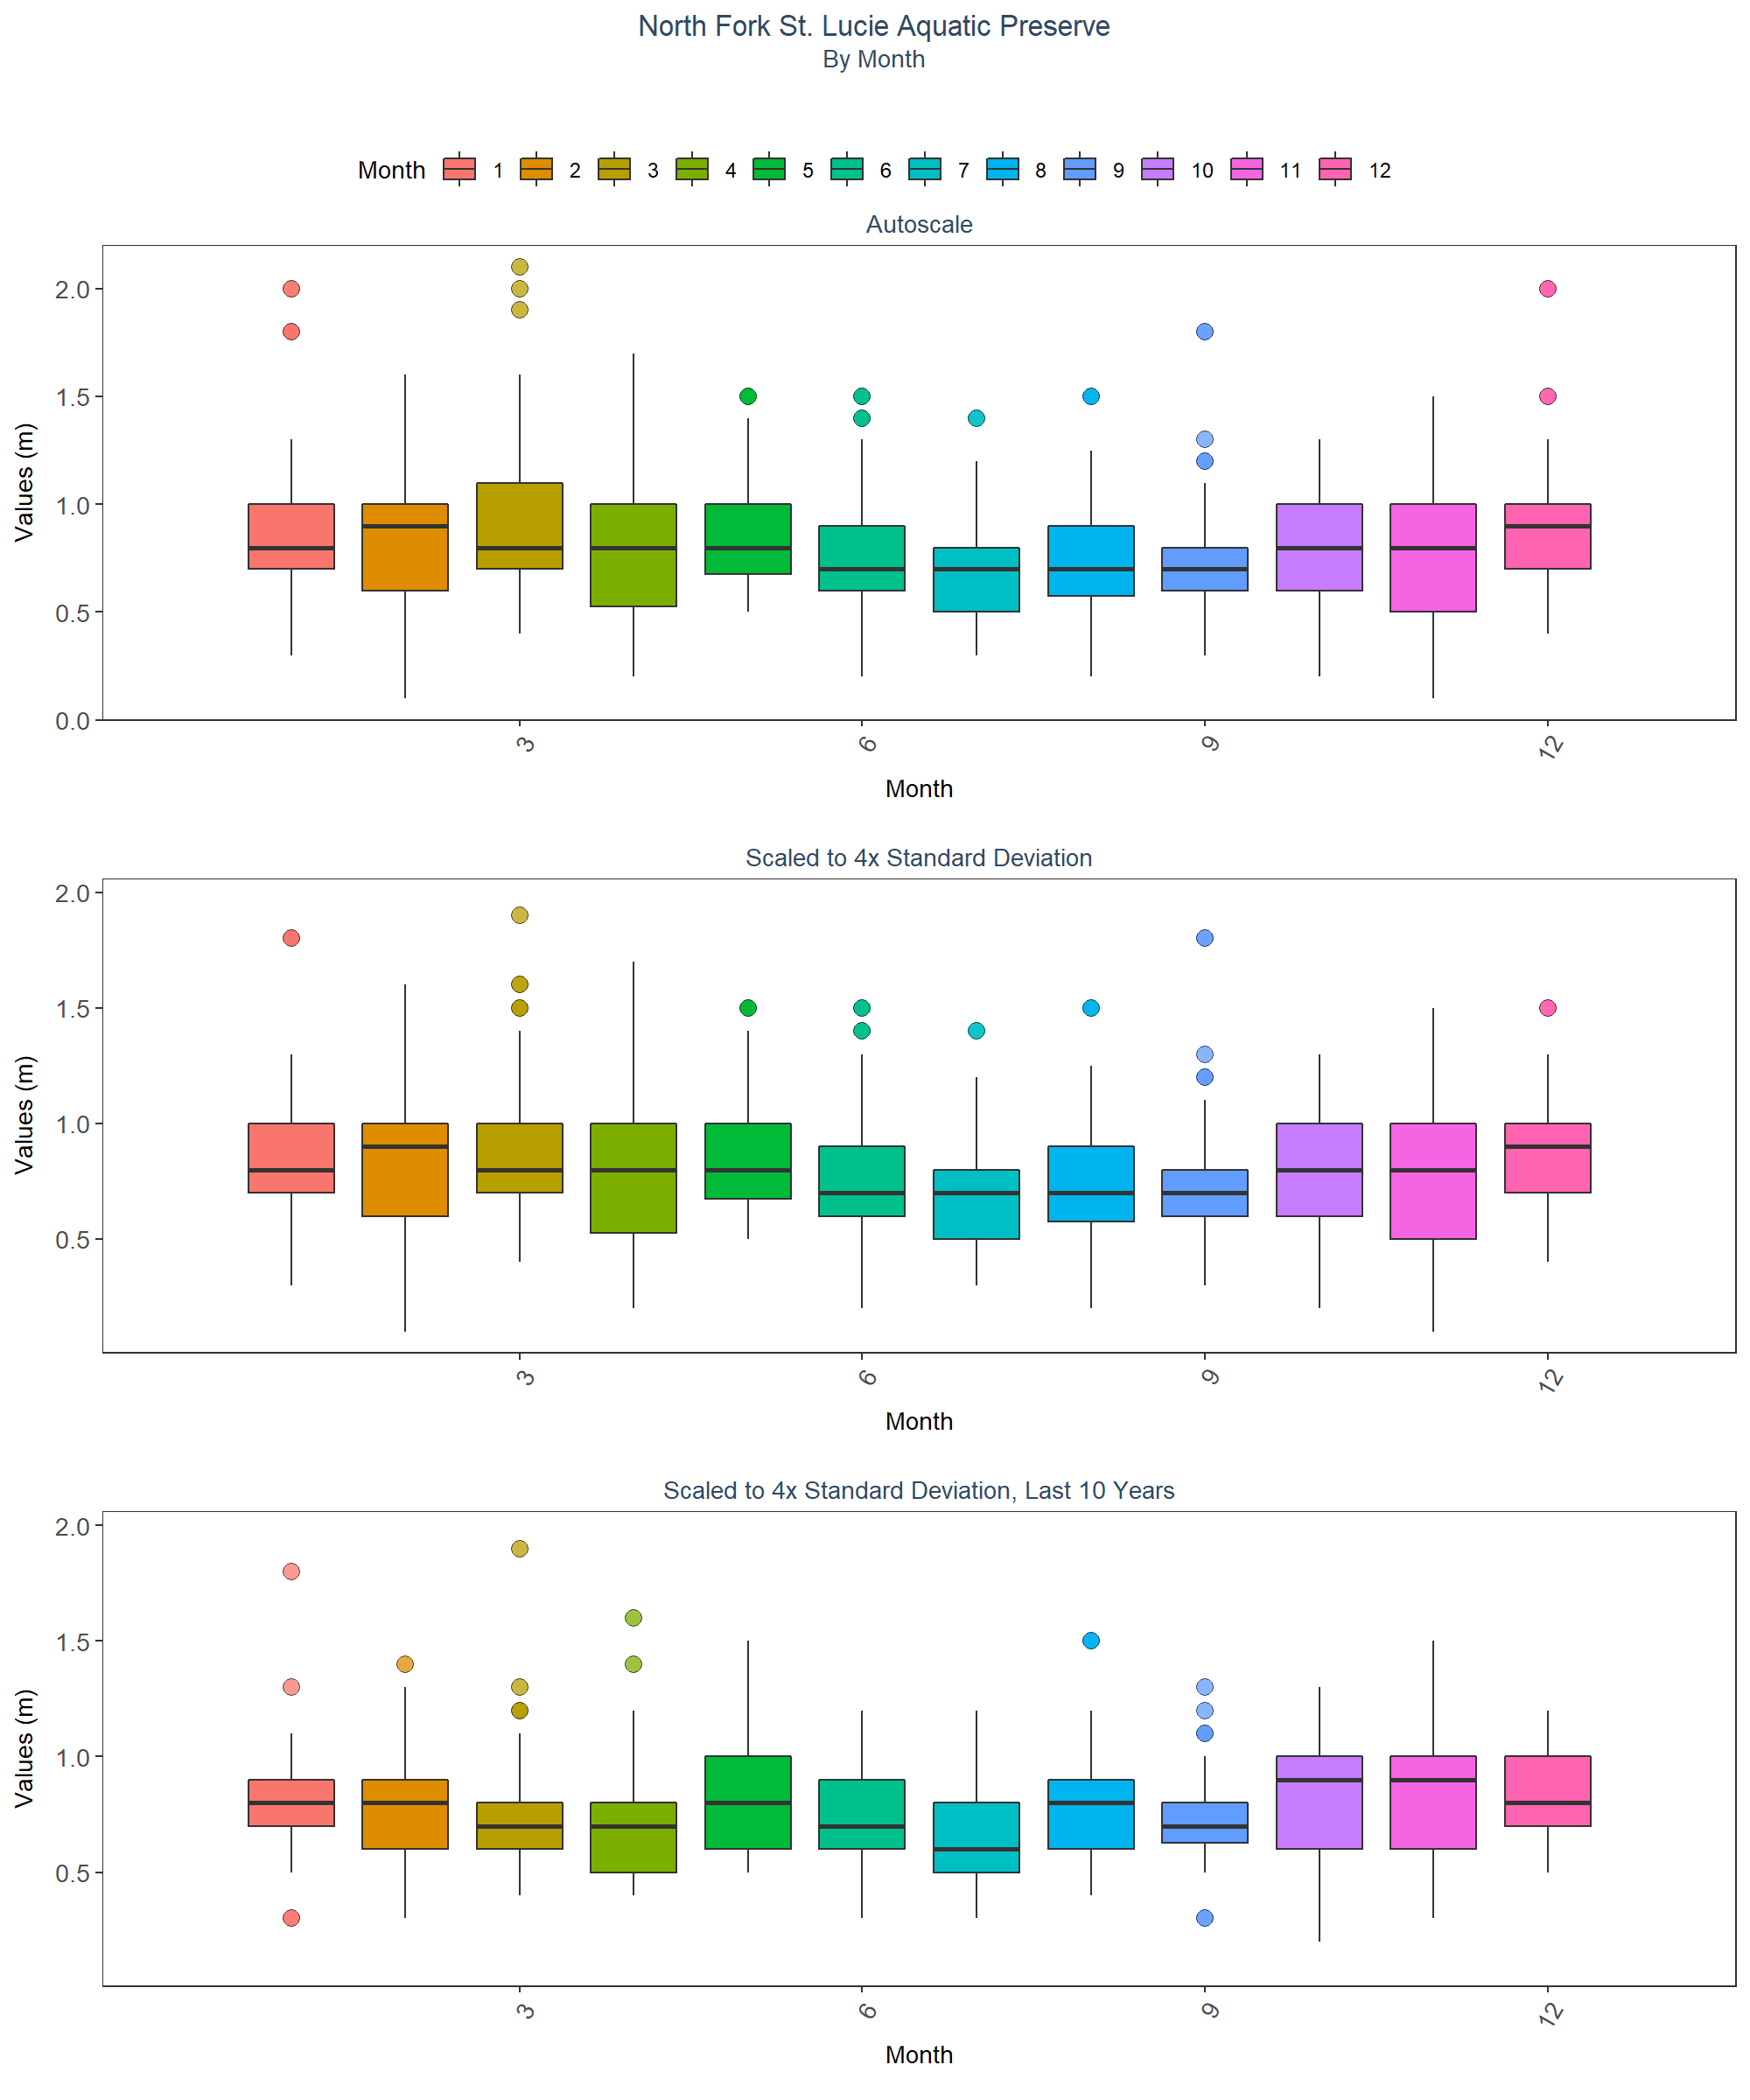 North Fork St. Lucie Aquatic Preserve
By Month
Month 1 2 3 4 5 6 7 8 9 10 11 12
Autoscale
Values (m)
2.0
1.5
1.0
0.5
0.0
3 6 9 12
Month
Scaled to 4x Standard Deviation
Values (m)
2.0
1.5
1.0
0.5
3 6 9 12
Month
Scaled to 4x Standard Deviation, Last 10 Years
Values (m)
2.0
1.5
1.0
0.5
3 6 9 12
Month